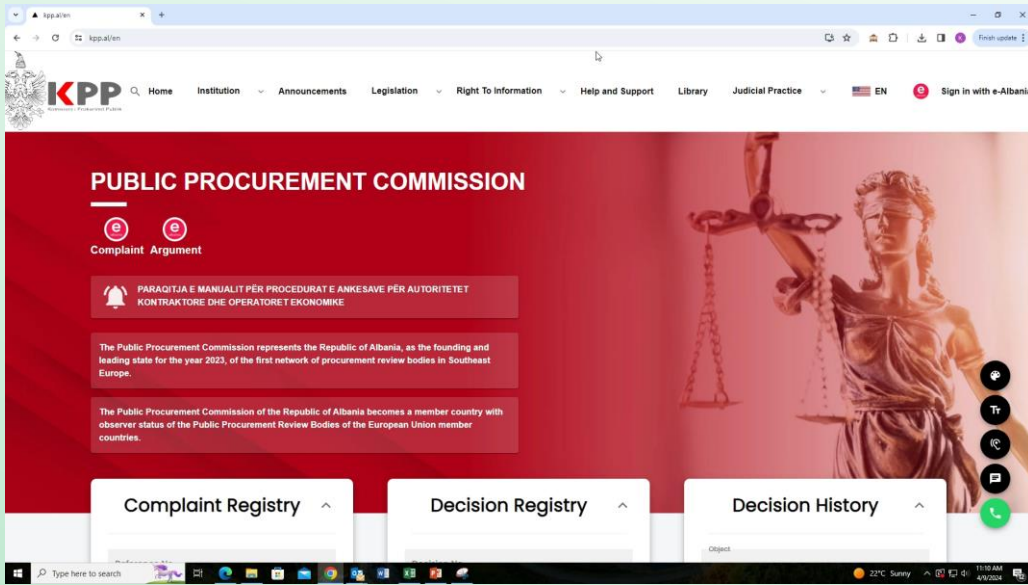 kpp.al/en
kpp.al/en
Finish update
KPP
Home
Institution
Announcements
Legislation
Right To Information
Help and Support
Library
Judicial Practice
EN
Sign in with e-Albania
PUBLIC PROCUREMENT COMMISSION
e e
Complaint Argument
PARAQITJA E MANUALIT PËR PROCEDURAT E ANKESAVE PËR AUTORITETET
KONTRAKTORE DHE OPERATORET EKONOMIKE
The Public Procurement Commission represents the Republic of Albania, as the founding and
leading state for the year 2023, of the first network of procurement review bodies in Southeast
Europe.
The Public Procurement Commission of the Republic of Albania becomes a member country with
observer status of the Public Procurement Review Bodies of the European Union member
countries.
Complaint Registry
Decision Registry
Decision History
Object
Type here to search
22°C Sunny
11:10 AM
4/9/2024